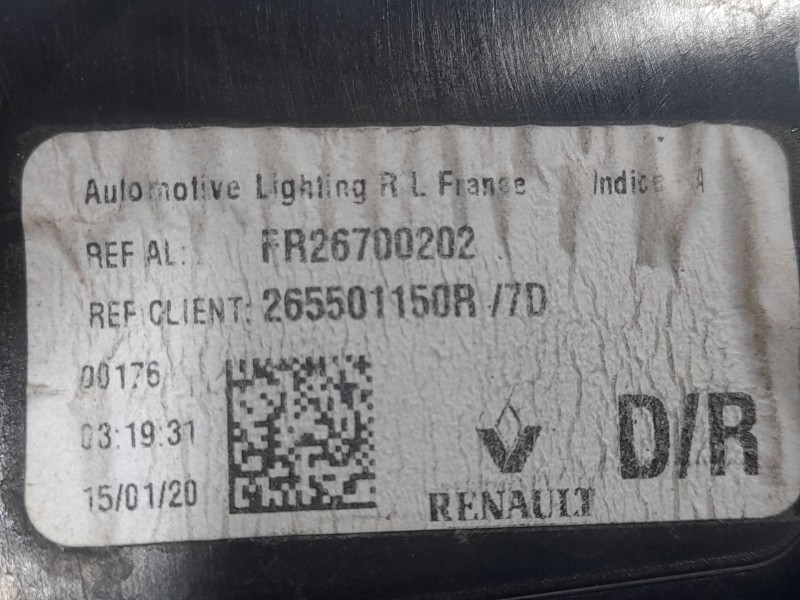 Automotive Lighting R L France Indice A
REF AL: FR26700202
REF CLIENT: 265501150R /7D
00176
03:19:31
15/01/20
D/R
RENAULT